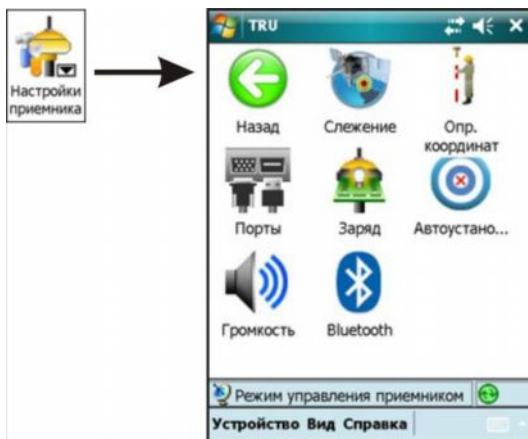 Настройки
приемника
TRU
Назад Слежение Опр.
координат
Порты Заряд Автоустано...
Громкость Bluetooth
Режим управления приемником
Устройство Вид Справка